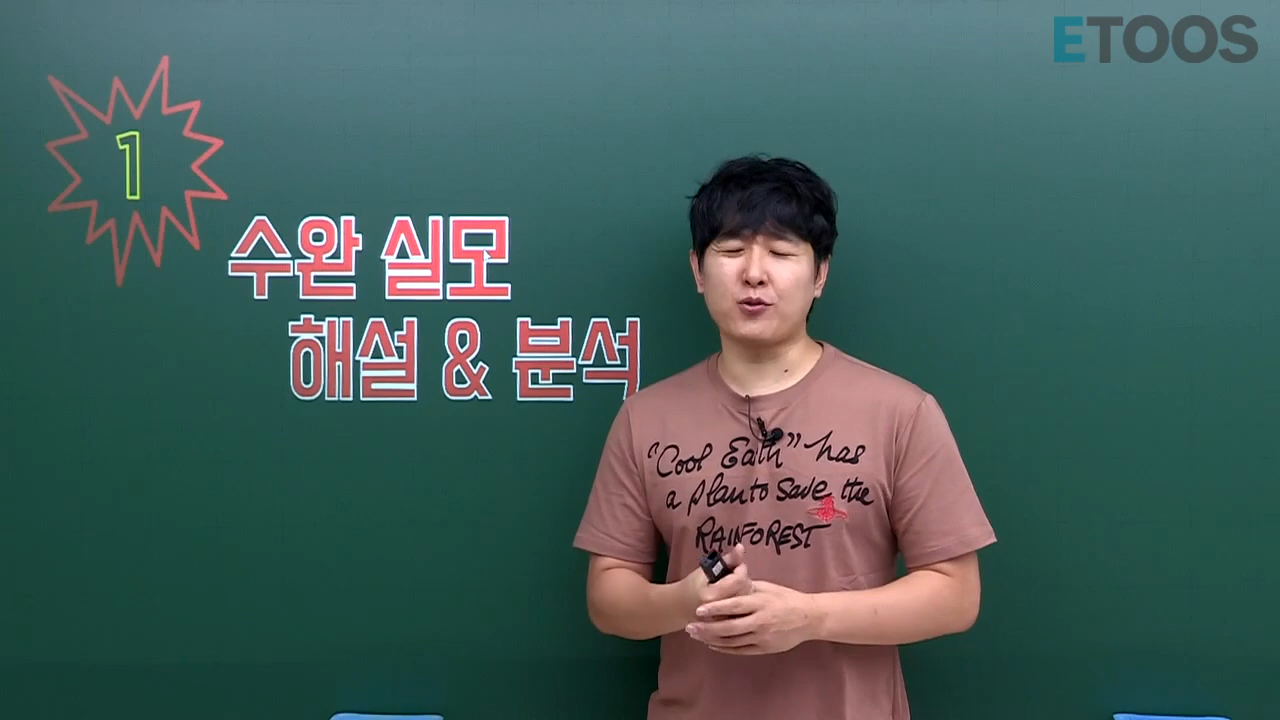 ETOOS
1
수완 실모
해설 & 분석
"Cool Earth" has
a plan to save the
RAINFOREST